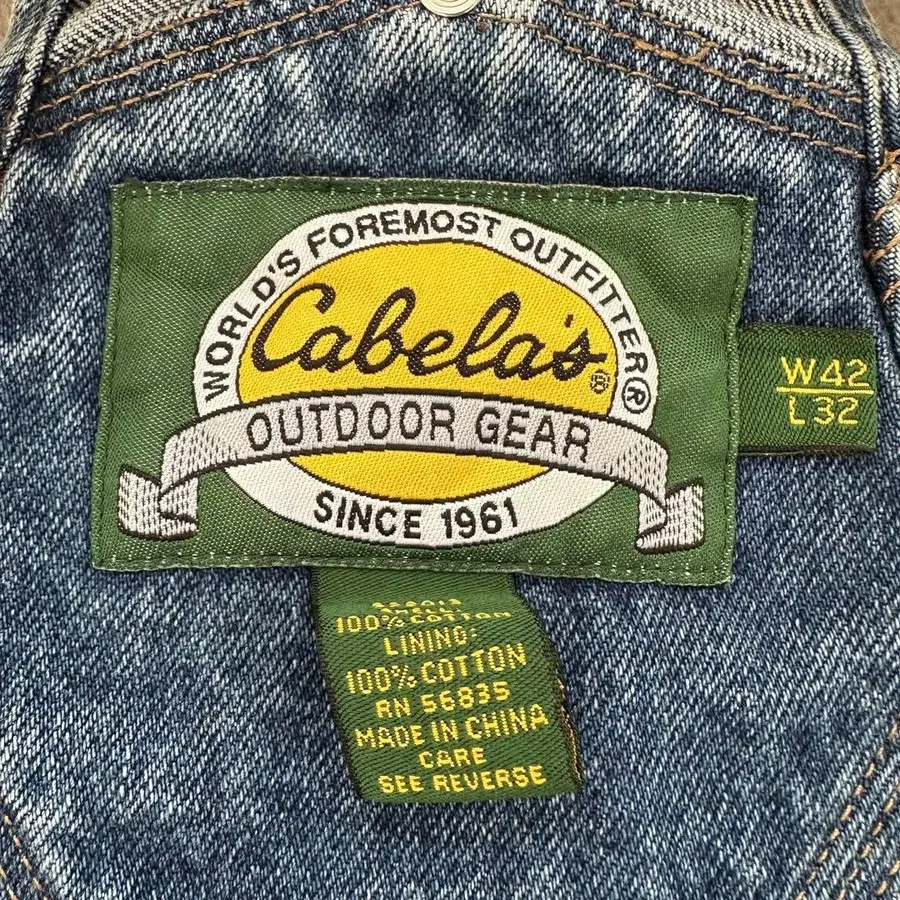 WORLD'S FOREMOST OUTFITTER®
Cabela's®
OUTDOOR GEAR
SINCE 1961
W42
L32
100% COTTON
LINING:
100% COTTON
RN 56835
MADE IN CHINA
CARE
SEE REVERSE